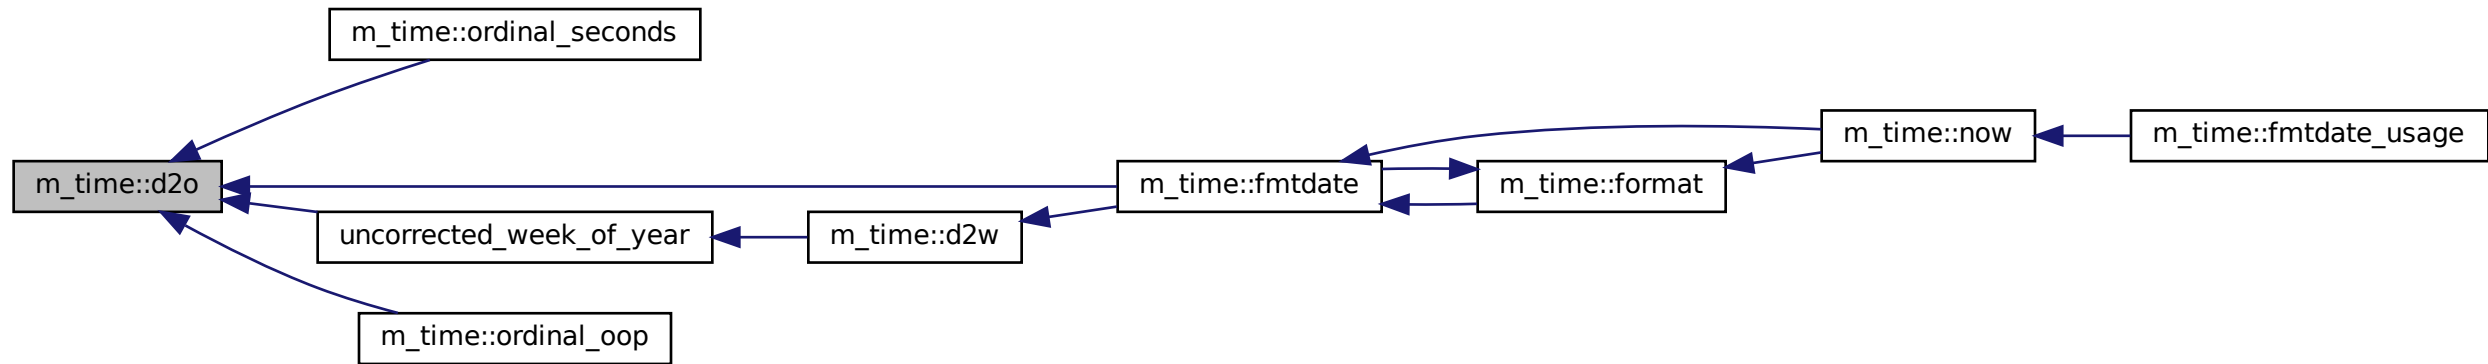 m_time::ordinal_seconds
m_time::now
m_time::fmtdate_usage
m_time::d2o
m_time::fmtdate
m_time::format
uncorrected_week_of_year
m_time::d2w
m_time::ordinal_oop